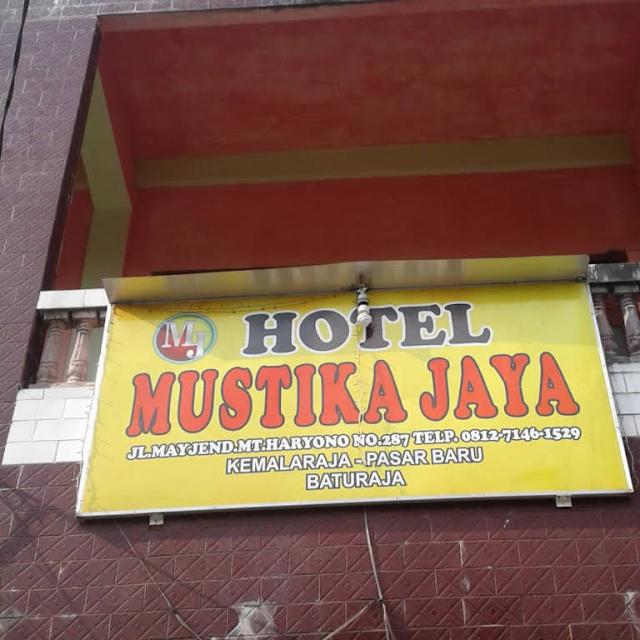 MJ HOTEL
MUSTIKA JAYA
JL.MAYJEND.MT.HARYONO NO.287 TELP. 0812-7146-1529
KEMALARAJA - PASAR BARU
BATURAJA